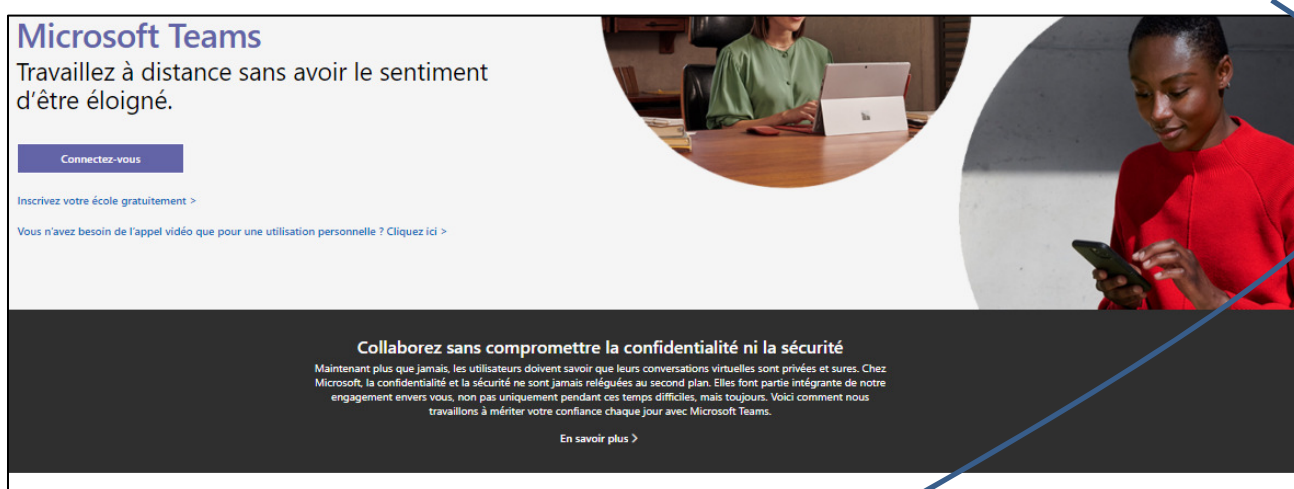 Microsoft Teams
Travaillez à distance sans avoir le sentiment
d'être éloigné.
Connectez-vous
Inscrivez votre école gratuitement >
Vous n'avez besoin de l'appel vidéo que pour une utilisation personnelle ? Cliquez ici >
Collaborez sans compromettre la confidentialité ni la sécurité
Maintenant plus que jamais, les utilisateurs doivent savoir que leurs conversations virtuelles sont privées et sures. Chez
Microsoft, la confidentialité et la sécurité ne sont jamais reléguées au second plan. Elles font partie intégrante de notre
engagement envers vous, non pas uniquement pendant ces temps difficiles, mais toujours. Voici comment nous
travaillons à mériter votre confiance chaque jour avec Microsoft Teams.
En savoir plus >